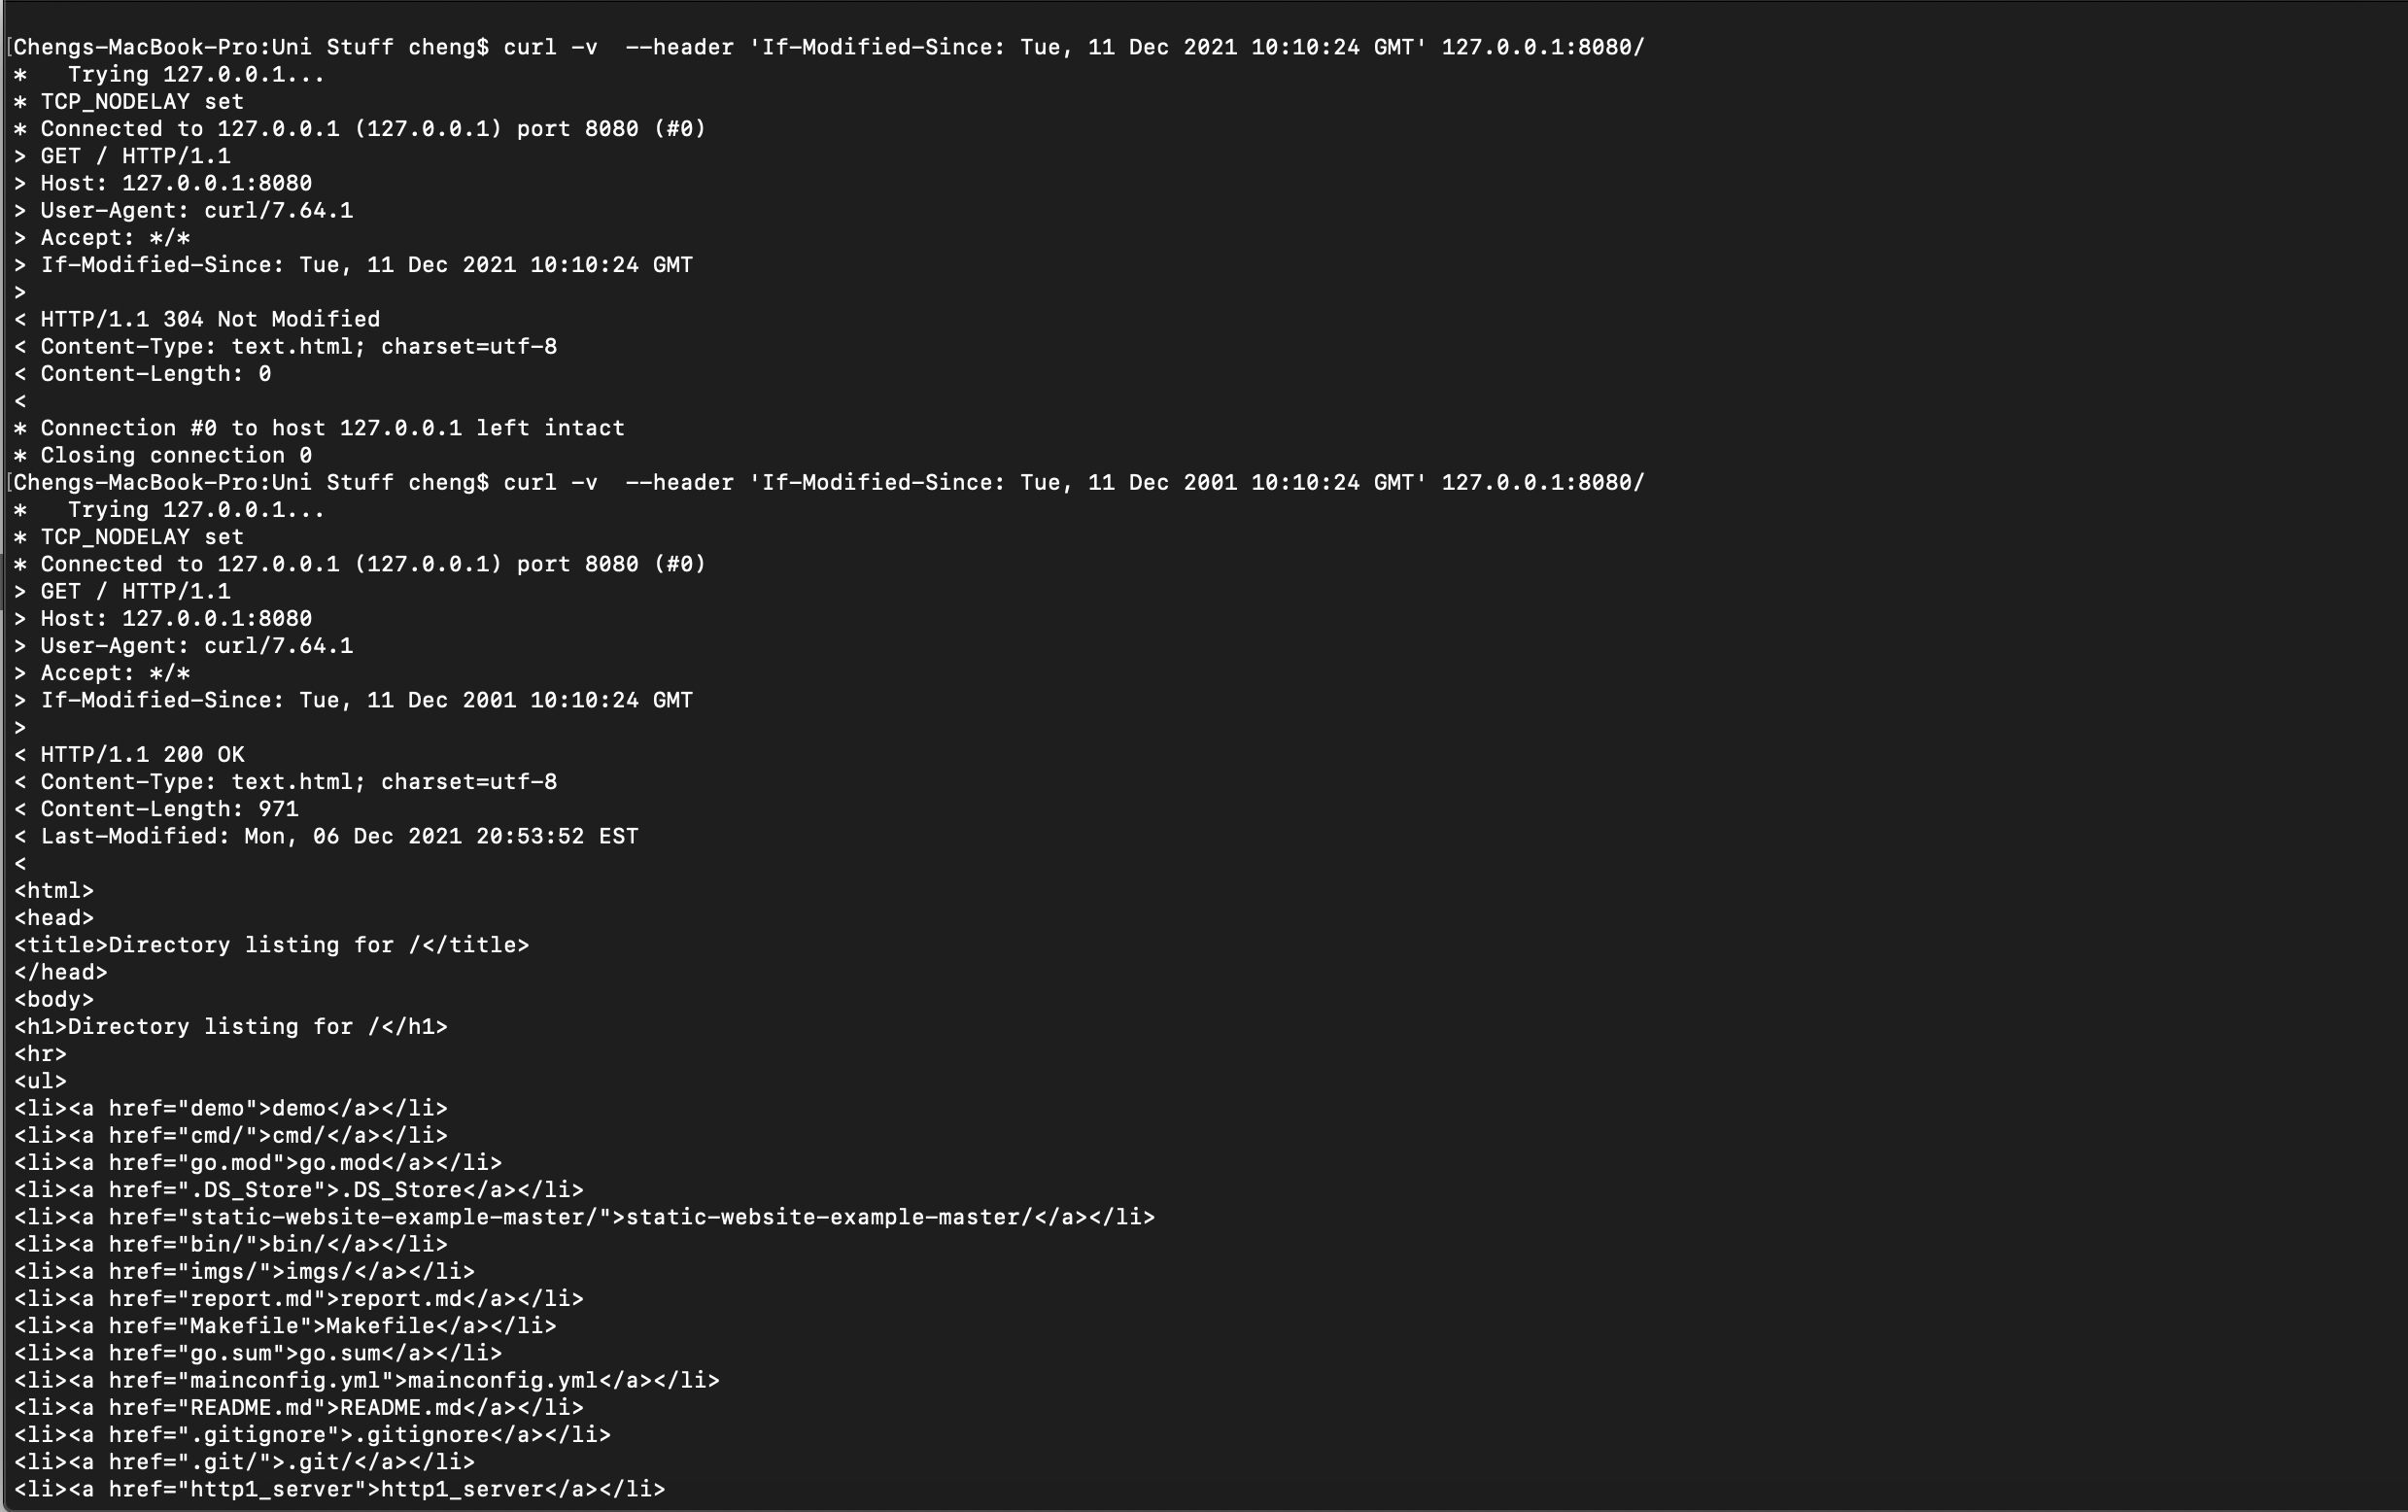 [Chengs-MacBook-Pro:Uni Stuff cheng$ curl -v  --header 'If-Modified-Since: Tue, 11 Dec 2021 10:10:24 GMT' 127.0.0.1:8080/
*   Trying 127.0.0.1...
* TCP_NODELAY set
* Connected to 127.0.0.1 (127.0.0.1) port 8080 (#0)
> GET / HTTP/1.1
> Host: 127.0.0.1:8080
> User-Agent: curl/7.64.1
> Accept: */*
> If-Modified-Since: Tue, 11 Dec 2021 10:10:24 GMT
>
< HTTP/1.1 304 Not Modified
< Content-Type: text.html; charset=utf-8
< Content-Length: 0
<
* Connection #0 to host 127.0.0.1 left intact
* Closing connection 0
[Chengs-MacBook-Pro:Uni Stuff cheng$ curl -v  --header 'If-Modified-Since: Tue, 11 Dec 2001 10:10:24 GMT' 127.0.0.1:8080/
*   Trying 127.0.0.1...
* TCP_NODELAY set
* Connected to 127.0.0.1 (127.0.0.1) port 8080 (#0)
> GET / HTTP/1.1
> Host: 127.0.0.1:8080
> User-Agent: curl/7.64.1
> Accept: */*
> If-Modified-Since: Tue, 11 Dec 2001 10:10:24 GMT
>
< HTTP/1.1 200 OK
< Content-Type: text.html; charset=utf-8
< Content-Length: 971
< Last-Modified: Mon, 06 Dec 2021 20:53:52 EST
<
<html>
<head>
<title>Directory listing for /</title>
</head>
<body>
<h1>Directory listing for /</h1>
<hr>
<ul>
<li><a href="demo">demo</a></li>
<li><a href="cmd/">cmd/</a></li>
<li><a href="go.mod">go.mod</a></li>
<li><a href=".DS_Store">.DS_Store</a></li>
<li><a href="static-website-example-master/">static-website-example-master/</a></li>
<li><a href="bin/">bin/</a></li>
<li><a href="imgs/">imgs/</a></li>
<li><a href="report.md">report.md</a></li>
<li><a href="Makefile">Makefile</a></li>
<li><a href="go.sum">go.sum</a></li>
<li><a href="mainconfig.yml">mainconfig.yml</a></li>
<li><a href="README.md">README.md</a></li>
<li><a href=".gitignore">.gitignore</a></li>
<li><a href=".git/">.git/</a></li>
<li><a href="http1_server">http1_server</a></li>